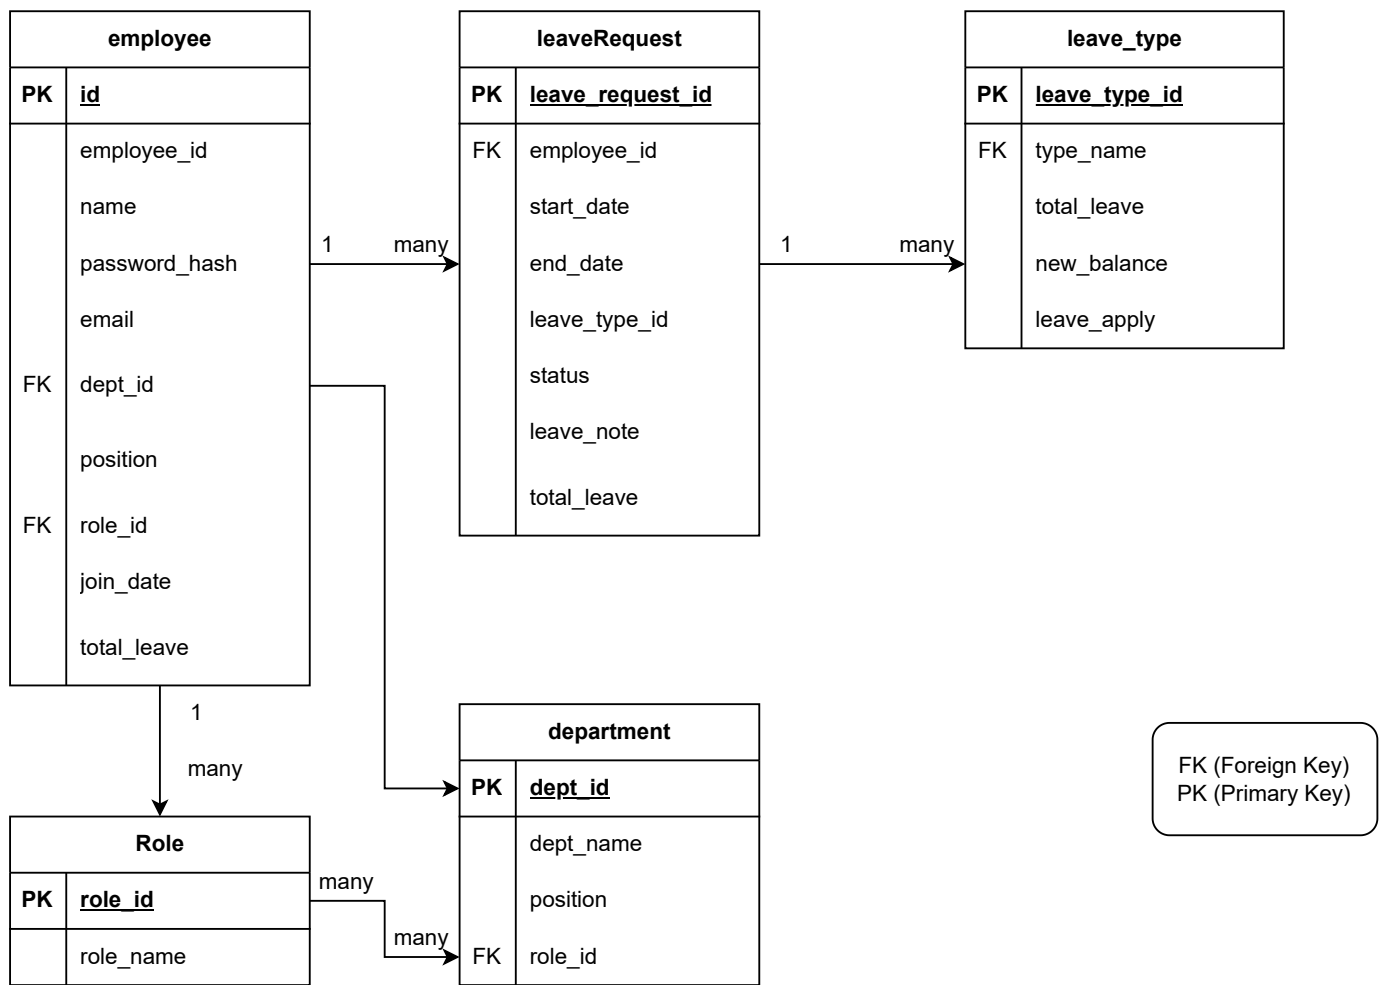 employee
PK id
employee_id
name
password_hash
email
FK dept_id
position
FK role_id
join_date
total_leave
1 many
leaveRequest
PK leave_request_id
FK employee_id
start_date
end_date
leave_type_id
status
leave_note
total_leave
1 many
leave_type
PK leave_type_id
FK type_name
total_leave
new_balance
leave_apply
1
many
Role
PK role_id
role_name
many
many
department
PK dept_id
dept_name
position
FK role_id
FK (Foreign Key)
PK (Primary Key)